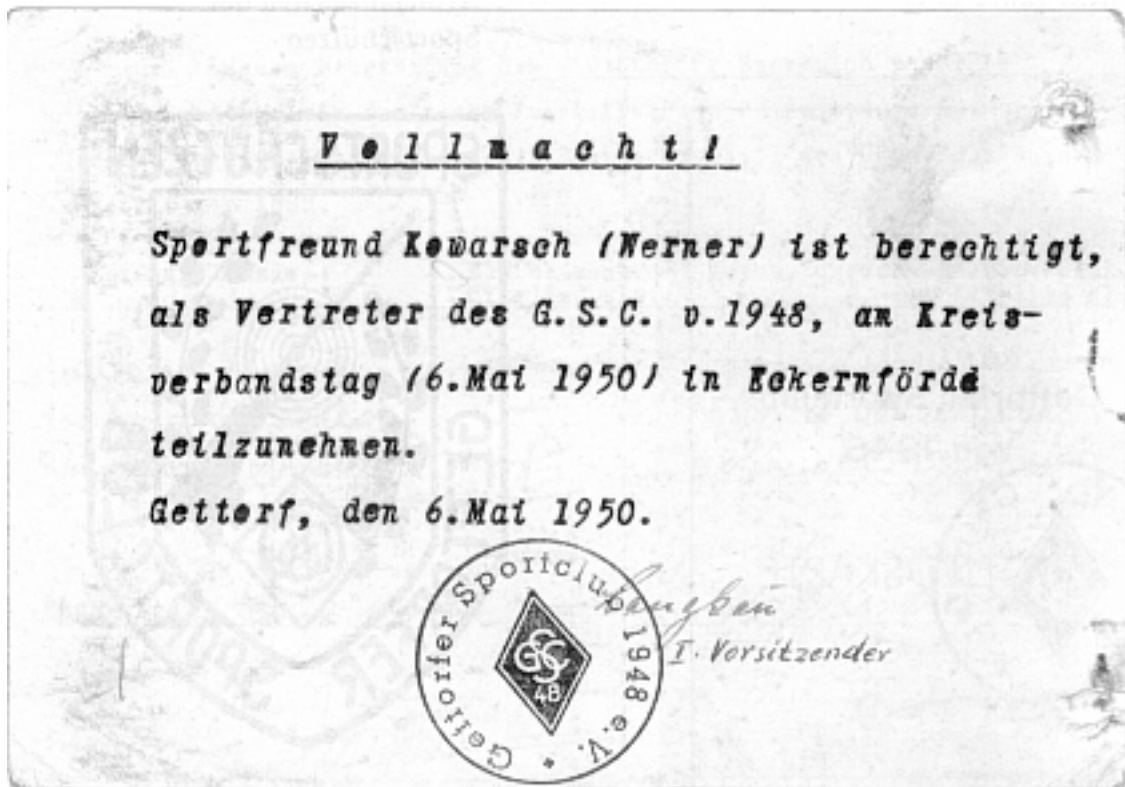 Vollmacht!
Sportfreund Kowarsch (Werner) ist berechtigt,
als Vertreter des G.S.C. v.1948, am Kreis-
verbandstag (6.Mai 1950) in Eckernförde
teilzunehmen.
Gettorf, den 6.Mai 1950.
Gettorfer Sportclub 1948 e.V. *
GSC
48
I. Vorsitzender